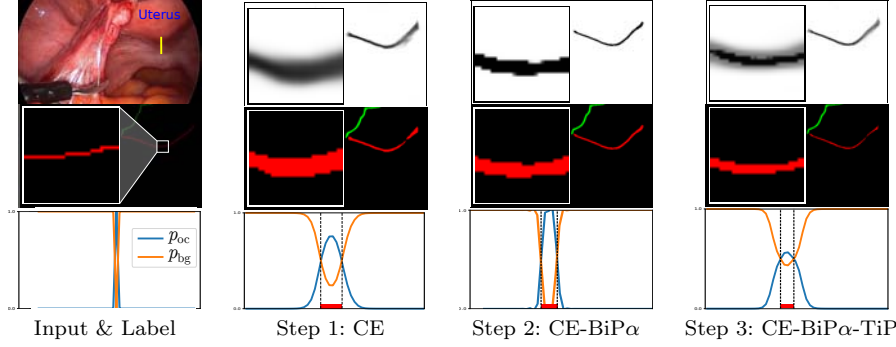 Uterus
1.0
0.0
p_oc
p_bg
1.0
0.0
1.0
0.0
1.0
0.0
Input & Label
Step 1: CE
Step 2: CE-BiPα
Step 3: CE-BiPα-TiP